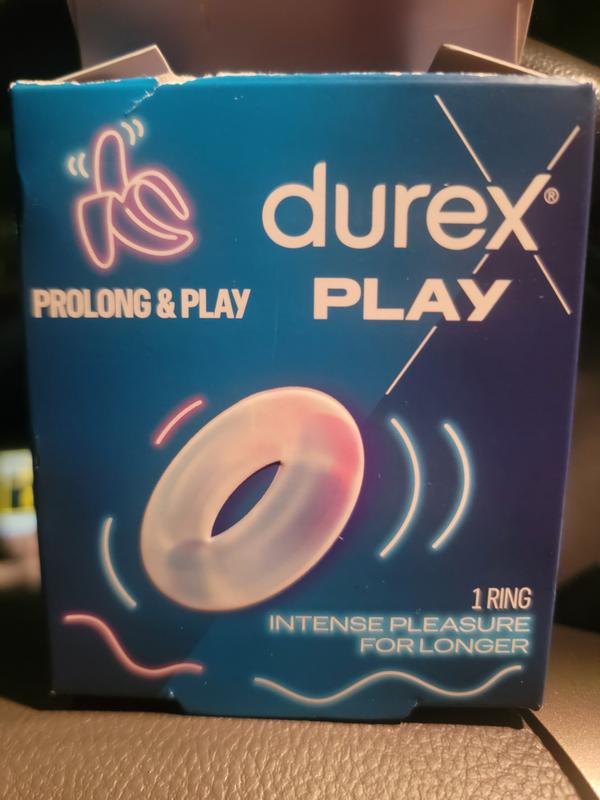 durex®
PROLONG & PLAY
PLAY
1 RING
INTENSE PLEASURE
FOR LONGER